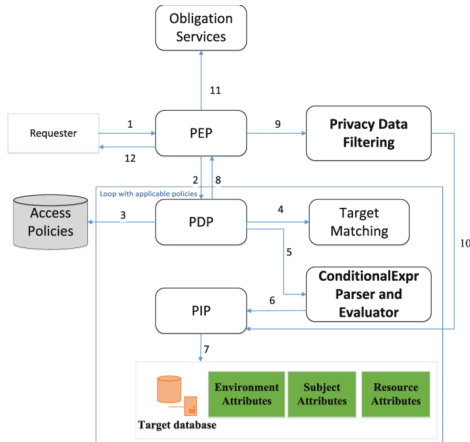 Obligation
Services
11
1
Requester
PEP
9
Privacy Data
Filtering
12
2
8
Loop with applicable policies
Access
Policies
3
PDP
4
Target
Matching
10
5
ConditionalExpr
Parser and
Evaluator
6
PIP
7
Environment
Attributes
Subject
Attributes
Resource
Attributes
Target database